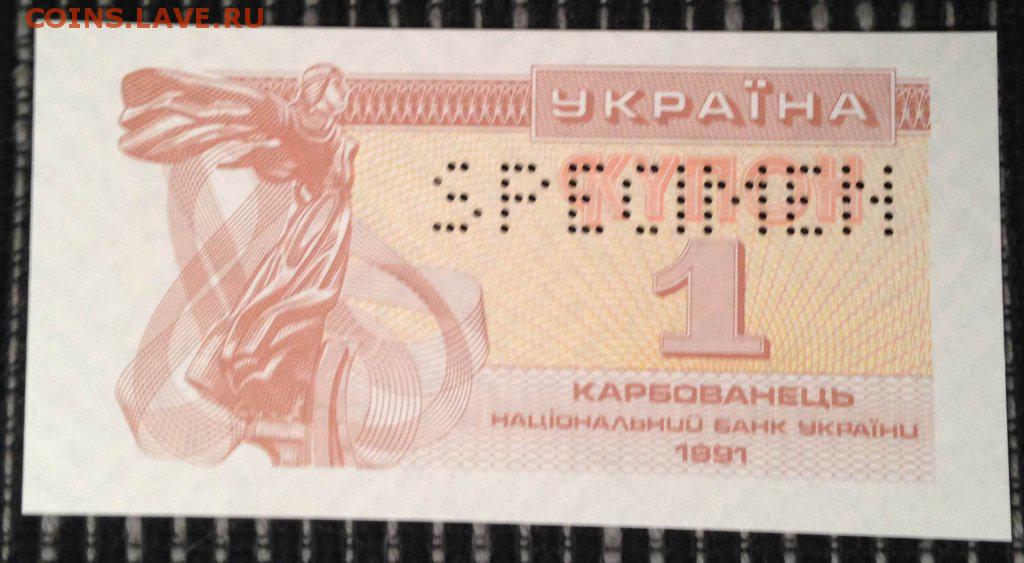 COINS.LAVE.RU
УКРАЇНА
КУПОН
SPECIMEN
1
КАРБОВАНЕЦЬ
НАЦІОНАЛЬНИЙ БАНК УКРАЇНИ
1991